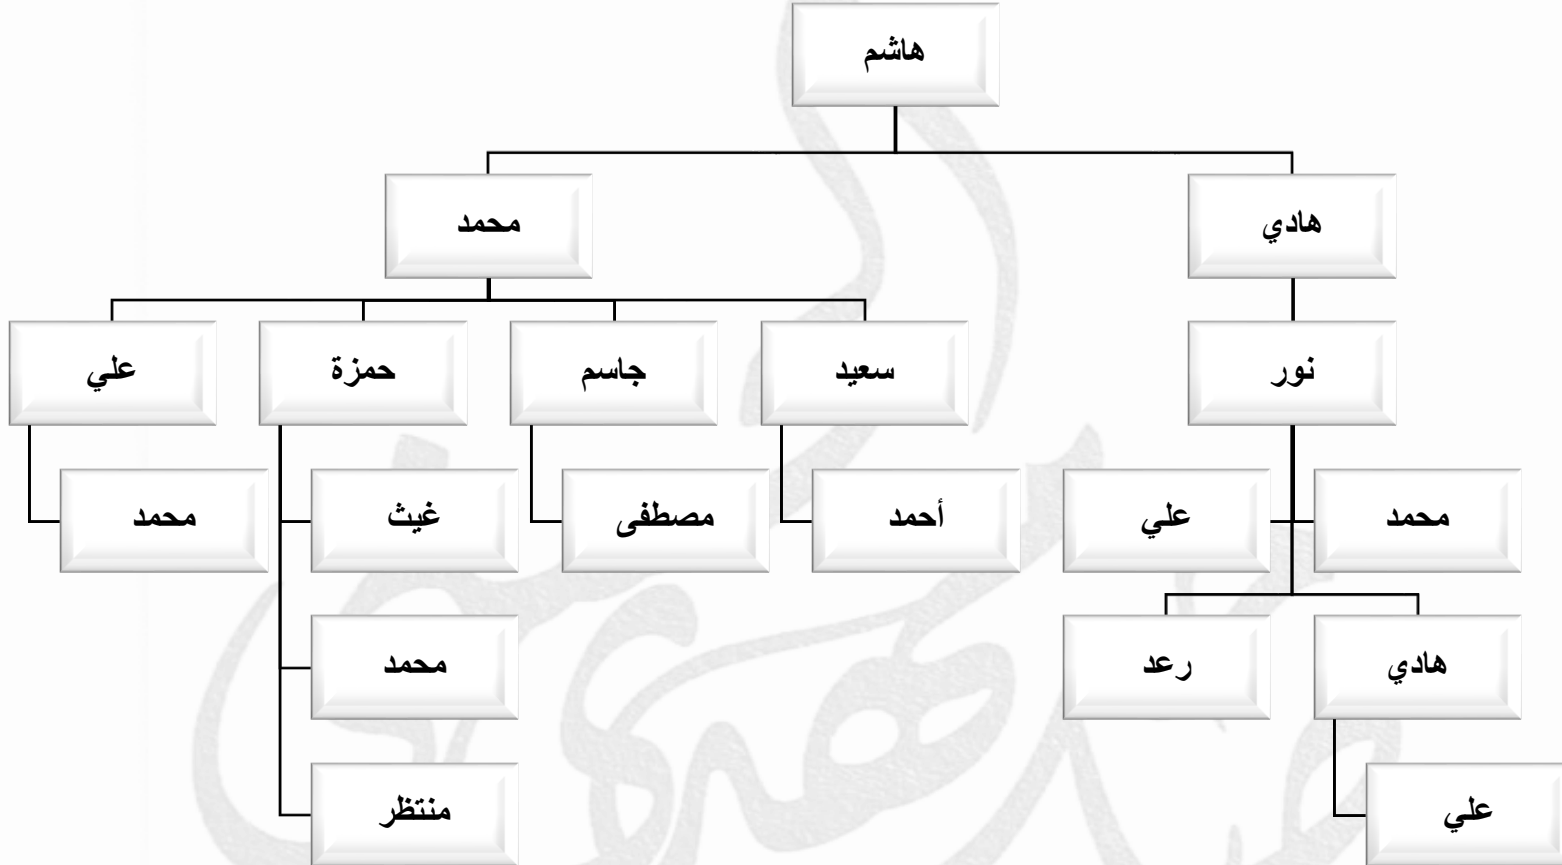 هاشم
هادي
محمد
نور
سعيد
جاسم
حمزة
علي
محمد
علي
أحمد
مصطفى
غيث
محمد
هادي
رعد
محمد
علي
منتظر